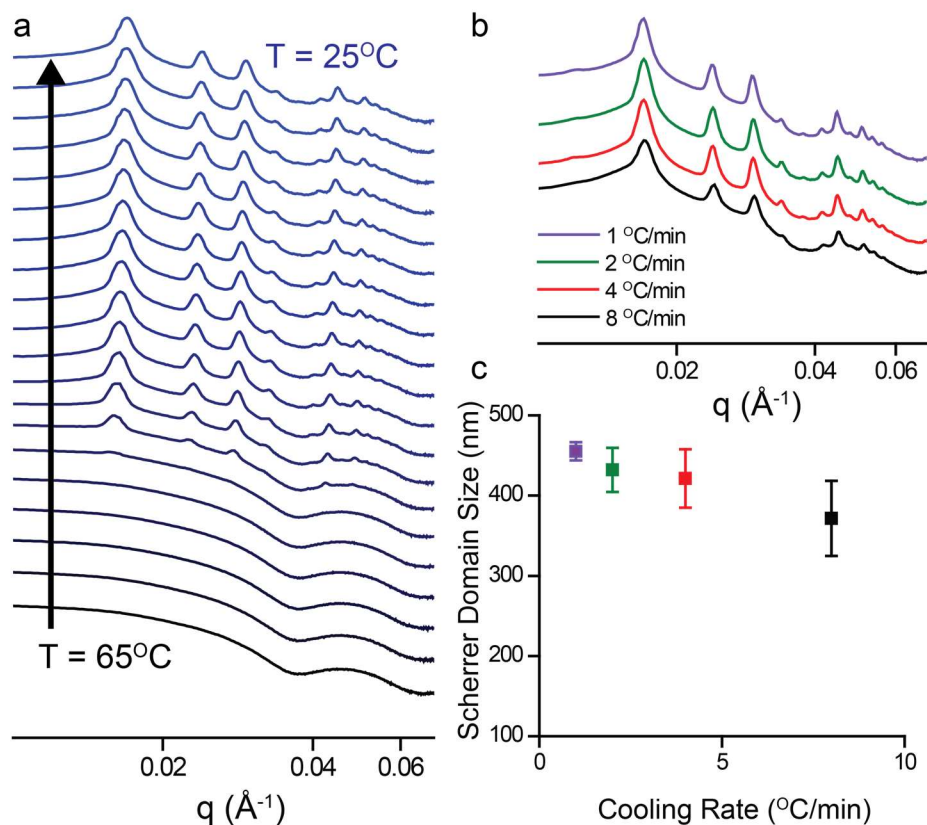 a
T = 25°C
T = 65°C
0.02 0.04 0.06
q (Å⁻¹)
b
1 °C/min
2 °C/min
4 °C/min
8 °C/min
0.02 0.04 0.06
q (Å⁻¹)
c
Scherrer Domain Size (nm)
500
400
300
200
100
0 5 10
Cooling Rate (°C/min)